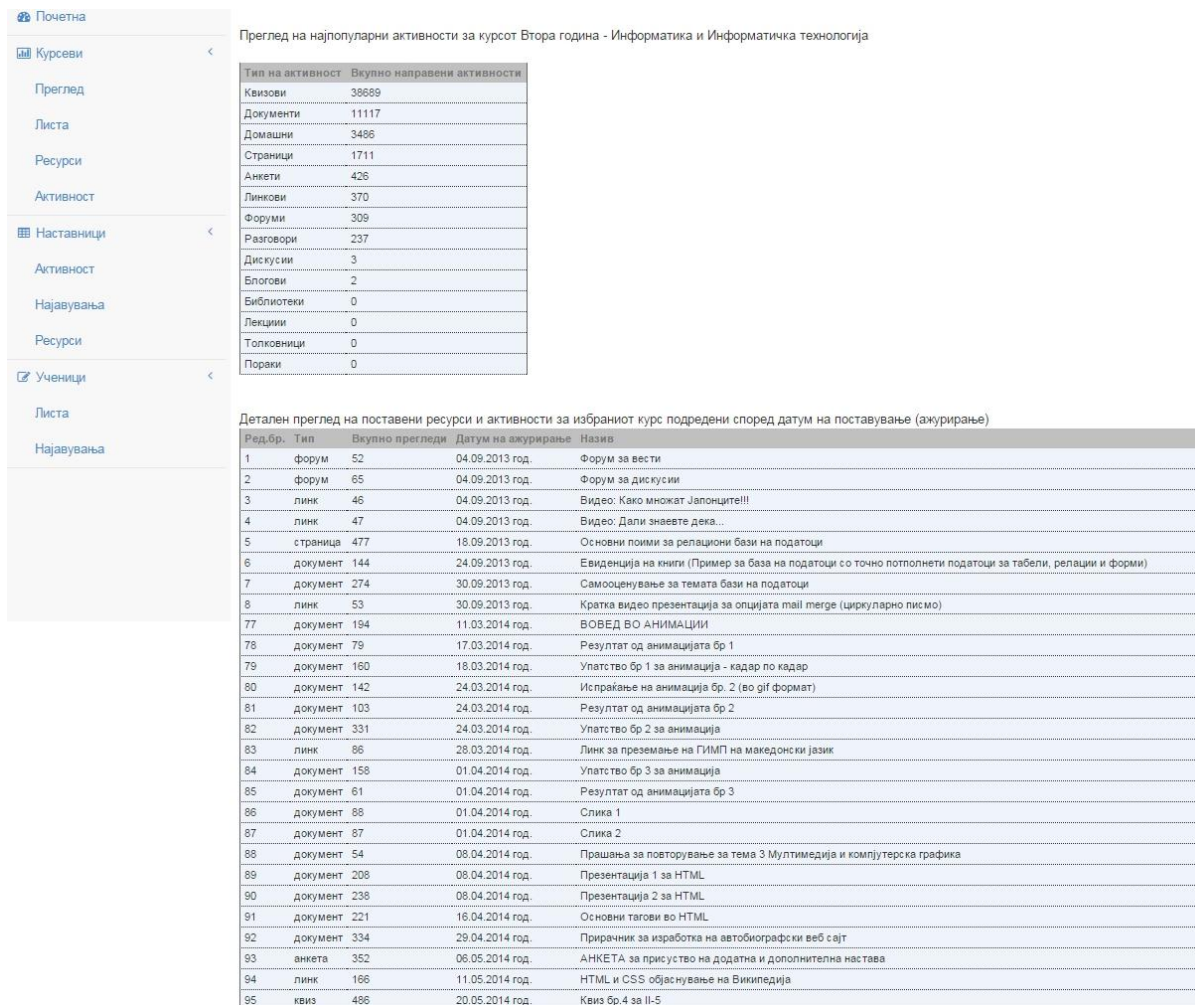 Почетна
Курсеви
Преглед
Листа
Ресурси
Активност
Наставници
Активност
Најавувања
Ресурси
Ученици
Листа
Најавувања
Преглед на најпопуларни активности за курсот Втора година - Информатика и Информатичка технологија
Тип на активност Вкупно направени активности
Квизови 38689
Документи 11117
Домашни 3486
Страници 1711
Анкети 426
Линкови 370
Форуми 309
Разговори 237
Дискусии 3
Блогови 2
Библиотеки 0
Лекциии 0
Толковници 0
Пораки 0
Детален преглед на поставени ресурси и активности за избраниот курс подредени според датум на поставување (ажурирање)
Ред.бр. Тип Вкупно прегледи Датум на ажурирање Назив
1 форум 52 04.09.2013 год. Форум за вести
2 форум 65 04.09.2013 год. Форум за дискусии
3 линк 46 04.09.2013 год. Видео: Како множат Јапонците!!!
4 линк 47 04.09.2013 год. Видео: Дали знаевте дека...
5 страница 477 18.09.2013 год. Основни поими за релациони бази на податоци
6 документ 144 24.09.2013 год. Евиденција на книги (Пример за база на податоци со точно потполнети податоци за табели, релации и форми)
7 документ 274 30.09.2013 год. Самооценување за темата бази на податоци
8 линк 53 30.09.2013 год. Кратка видео презентација за опцијата mail merge (циркуларно писмо)
77 документ 194 11.03.2014 год. ВОВЕД ВО АНИМАЦИИ
78 документ 79 17.03.2014 год. Резултат од анимацијата бр 1
79 документ 160 18.03.2014 год. Упатство бр 1 за анимација - кадар по кадар
80 документ 142 24.03.2014 год. Испраќање на анимација бр. 2 (во gif формат)
81 документ 103 24.03.2014 год. Резултат од анимацијата бр 2
82 документ 331 24.03.2014 год. Упатство бр 2 за анимација
83 линк 86 28.03.2014 год. Линк за преземање на ГИМП на македонски јазик
84 документ 158 01.04.2014 год. Упатство бр 3 за анимација
85 документ 61 01.04.2014 год. Резултат од анимацијата бр 3
86 документ 88 01.04.2014 год. Слика 1
87 документ 87 01.04.2014 год. Слика 2
88 документ 54 08.04.2014 год. Прашања за повторување за тема 3 Мултимедија и компјутерска графика
89 документ 208 08.04.2014 год. Презентација 1 за HTML
90 документ 238 08.04.2014 год. Презентација 2 за HTML
91 документ 221 16.04.2014 год. Основни тагови во HTML
92 документ 334 29.04.2014 год. Прирачник за изработка на автобиографски веб сајт
93 анкета 352 06.05.2014 год. АНКЕТА за присуство на додатна и дополнителна настава
94 линк 166 11.05.2014 год. HTML и CSS објаснување на Википедија
95 квиз 486 20.05.2014 год. Квиз бр.4 за II-5